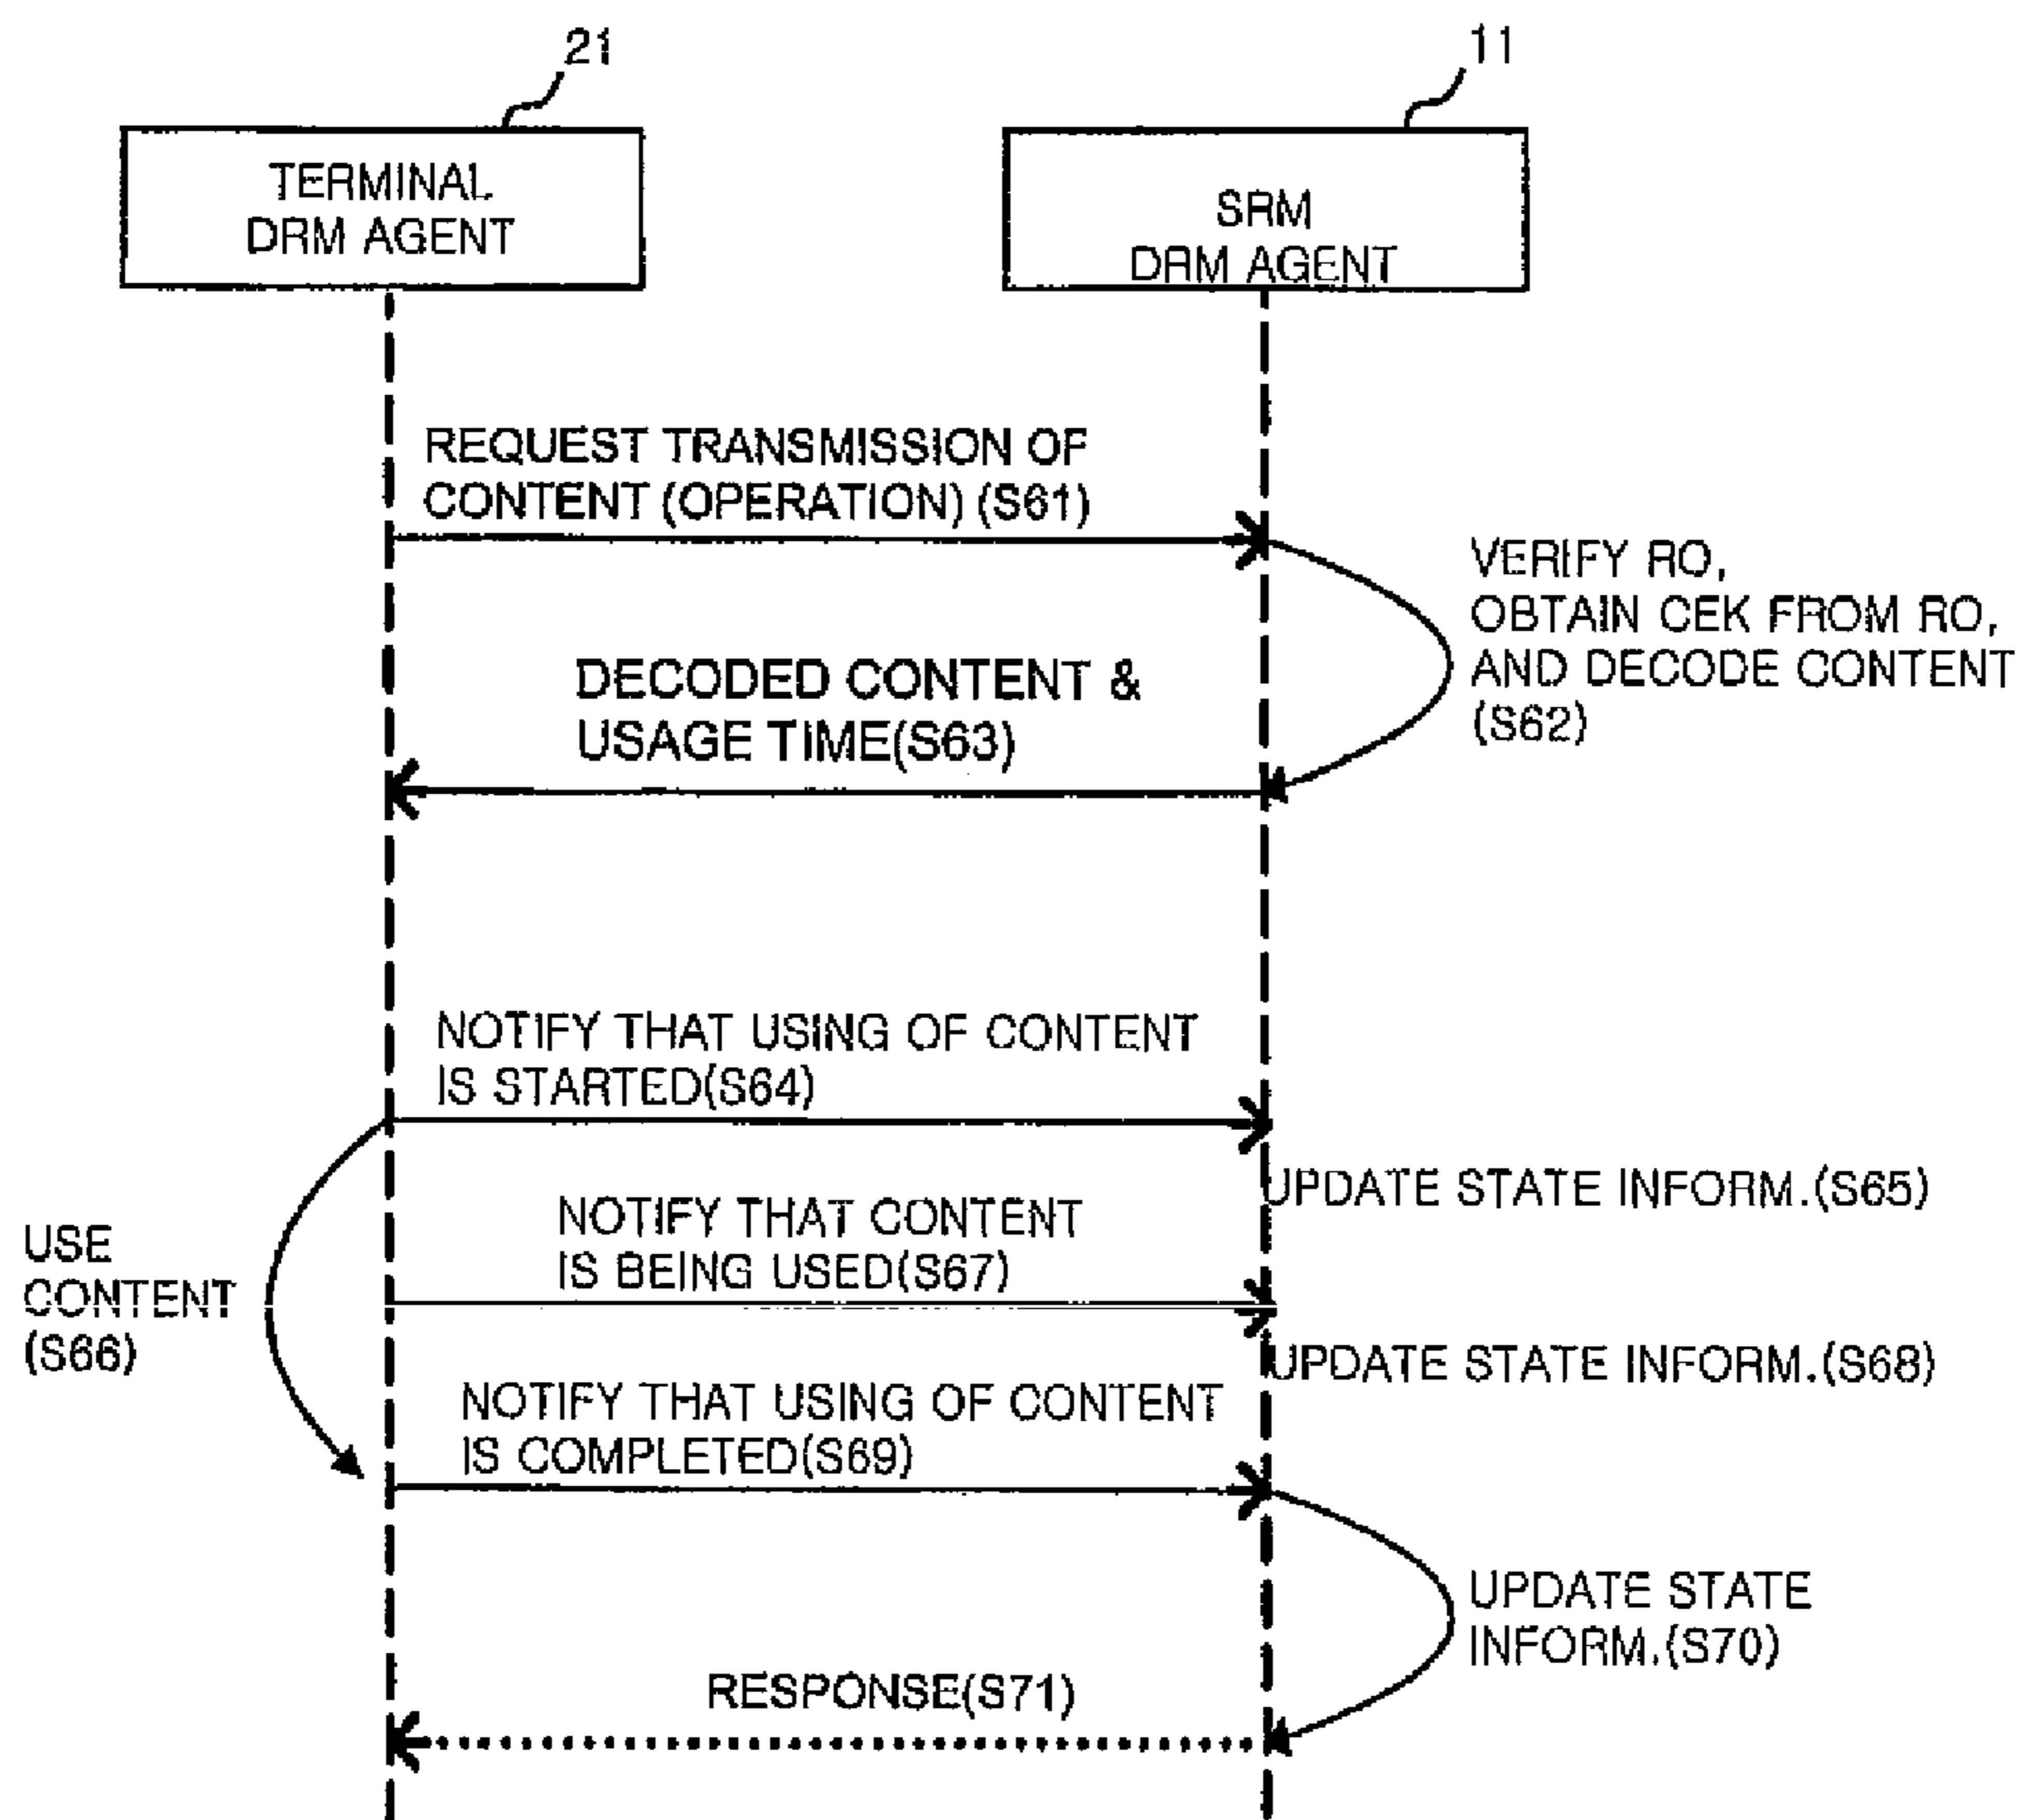 21
11
TERMINAL
DRM AGENT
SRM
DRM AGENT
REQUEST TRANSMISSION OF
CONTENT (OPERATION) (S61)
VERIFY RO,
OBTAIN CEK FROM RO,
AND DECODE CONTENT
(S62)
DECODED CONTENT &
USAGE TIME(S63)
NOTIFY THAT USING OF CONTENT
IS STARTED(S64)
UPDATE STATE INFORM.(S65)
USE
CONTENT
(S66)
NOTIFY THAT CONTENT
IS BEING USED(S67)
UPDATE STATE INFORM.(S68)
NOTIFY THAT USING OF CONTENT
IS COMPLETED(S69)
UPDATE STATE
INFORM.(S70)
RESPONSE(S71)